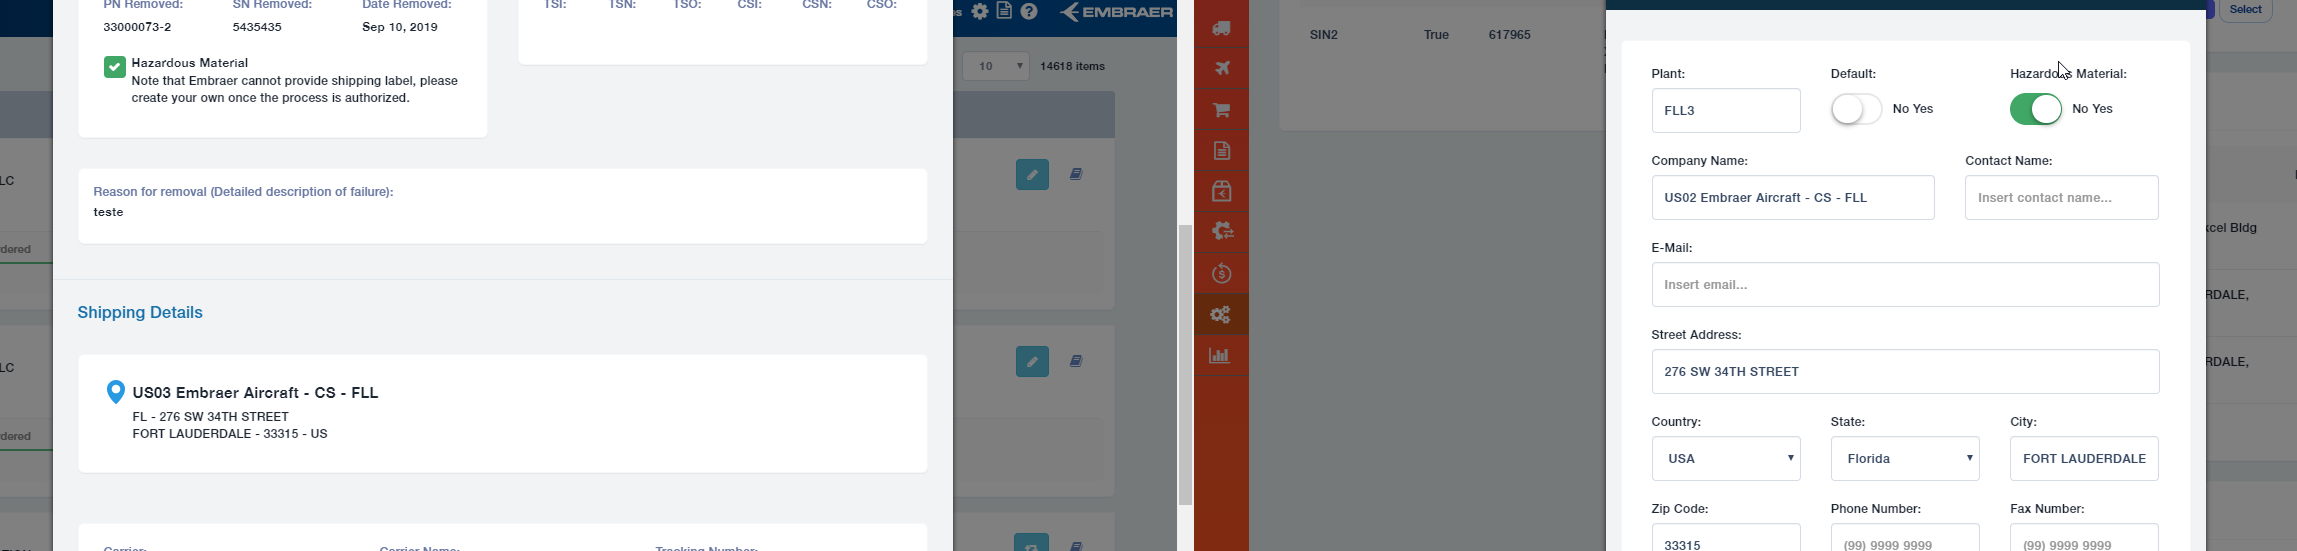 PN Removed: SN Removed: Date Removed:
33000073-2 5435435 Sep 10, 2019
Hazardous Material
Note that Embraer cannot provide shipping label, please
create your own once the process is authorized.
TSI: TSN: TSO: CSI: CSN: CSO:
Reason for removal (Detailed description of failure):
teste
Shipping Details
US03 Embraer Aircraft - CS - FLL
FL - 276 SW 34TH STREET
FORT LAUDERDALE - 33315 - US
Carrier: Carrier Name: Tracking Number:
LC
dered
LC
dered
es EMBRAER
10 14618 items
SIN2 True 617965
Select
Plant: Default: Hazardous Material:
FLL3 No Yes No Yes
Company Name: Contact Name:
US02 Embraer Aircraft - CS - FLL Insert contact name...
E-Mail:
Insert email...
Street Address:
276 SW 34TH STREET
Country: State: City:
USA Florida FORT LAUDERDALE
Zip Code: Phone Number: Fax Number:
33315 (99) 9999 9999 (99) 9999 9999
xcel Bldg
RDALE,
RDALE,